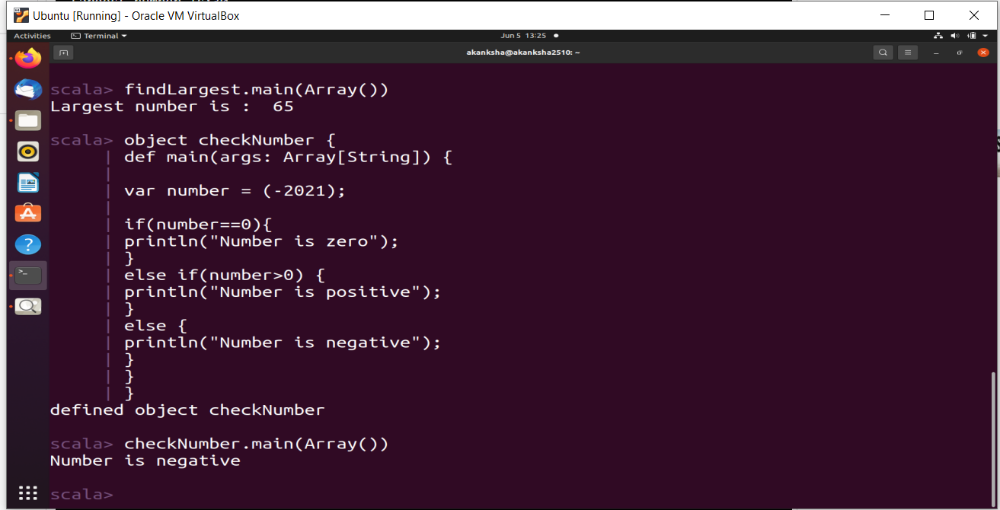 Ubuntu [Running] - Oracle VM VirtualBox
Activities Terminal Jun 5 13:25
akanksha@akanksha2510: ~
scala> findLargest.main(Array())
Largest number is :  65
scala> object checkNumber {
| def main(args: Array[String]) {
|
| var number = (-2021);
|
| if(number==0){
| println("Number is zero");
| }
| else if(number>0) {
| println("Number is positive");
| }
| else {
| println("Number is negative");
| }
| }
| }
defined object checkNumber
scala> checkNumber.main(Array())
Number is negative
scala>